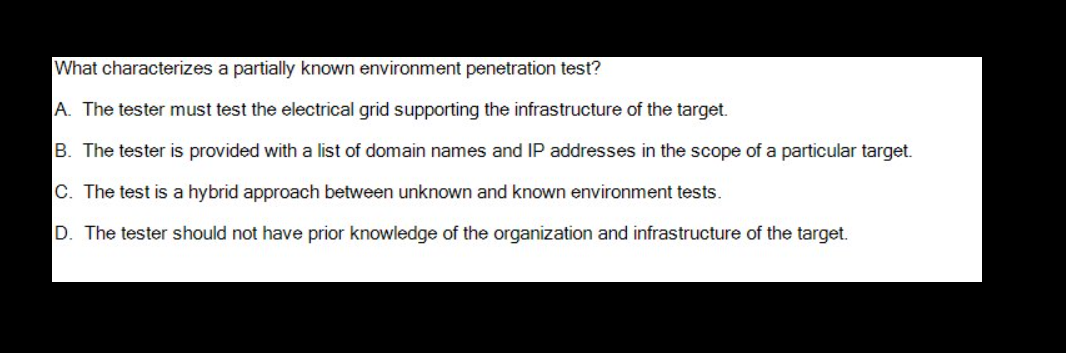 What characterizes a partially known environment penetration test?
A. The tester must test the electrical grid supporting the infrastructure of the target.
B. The tester is provided with a list of domain names and IP addresses in the scope of a particular target.
C. The test is a hybrid approach between unknown and known environment tests.
D. The tester should not have prior knowledge of the organization and infrastructure of the target.